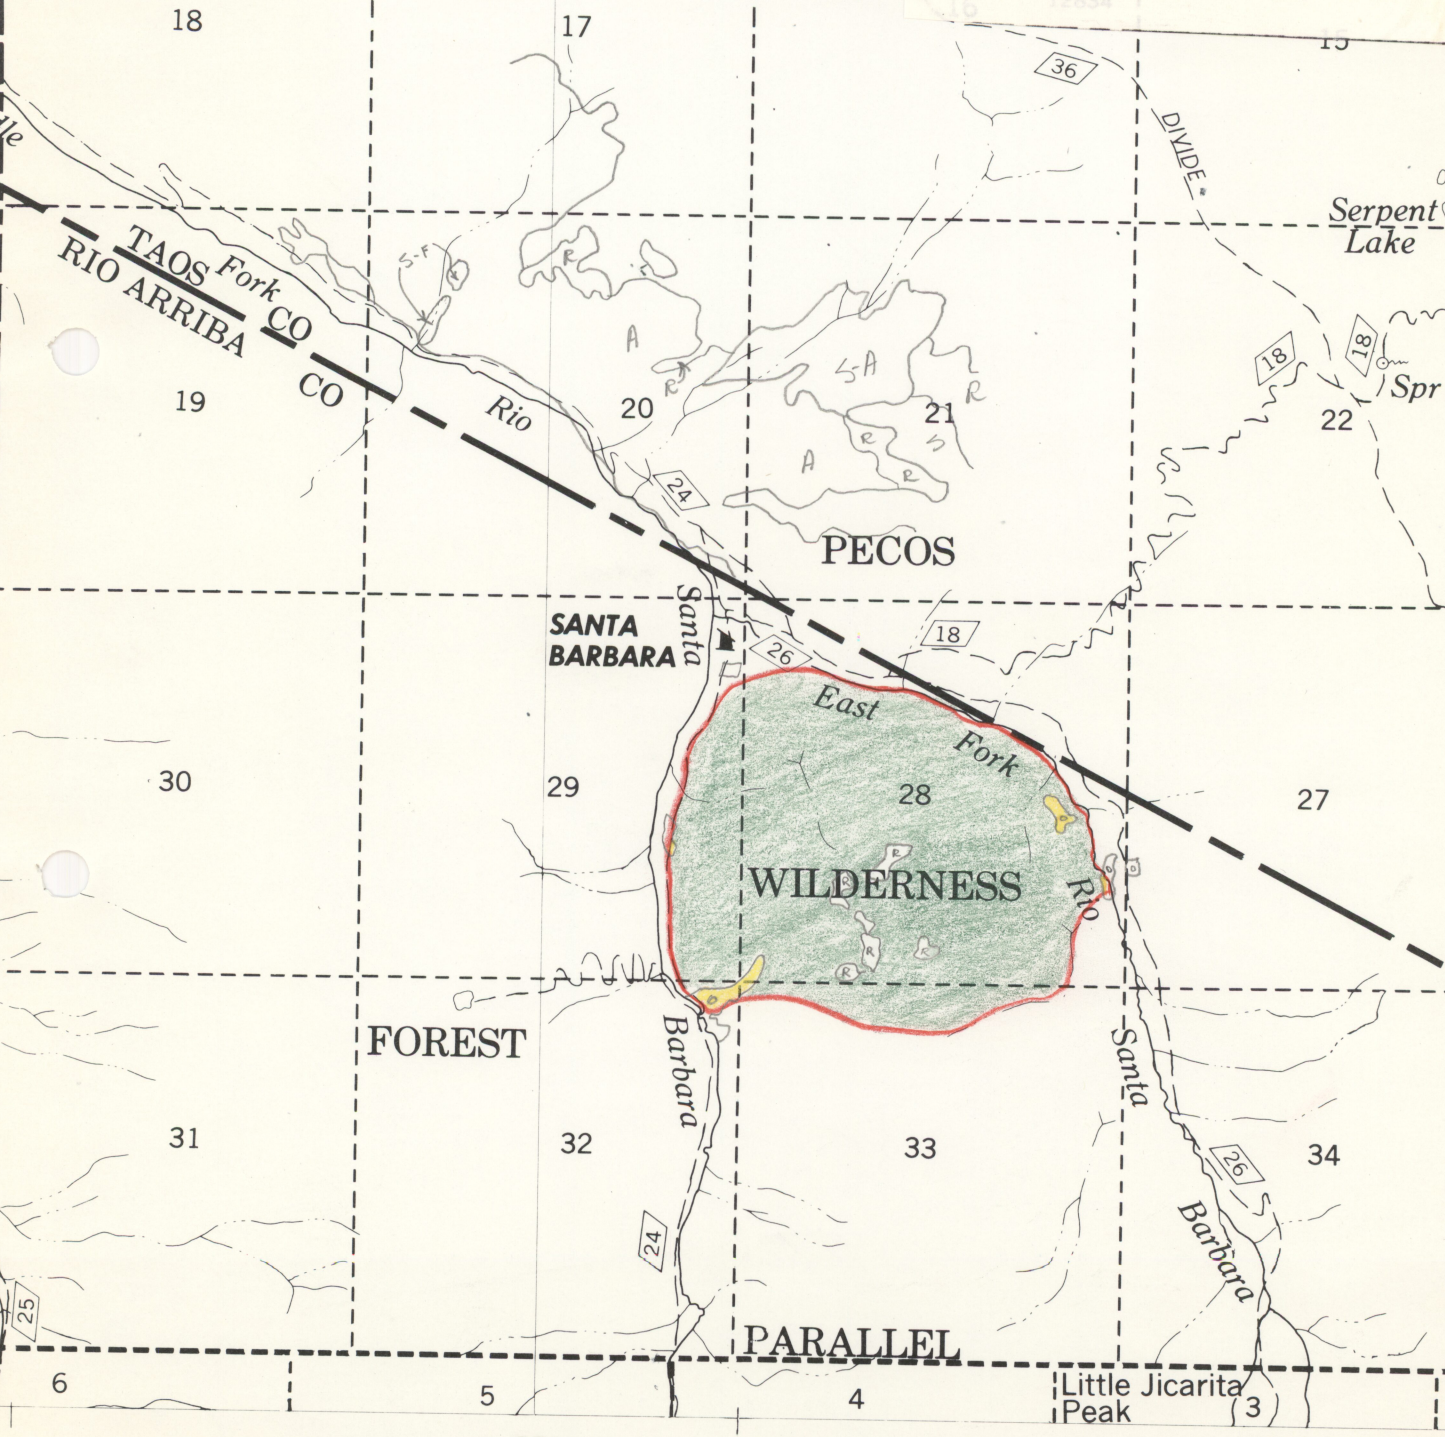 18
17
15
36
DIVIDE
Serpent
Lake
TAOS CO
RIO ARRIBA CO
Fork
S-F
R
A
R
S-A
R
18
18
Spr
19
Rio
20
21
22
R
S
A
R
24
PECOS
Santa
SANTA
BARBARA
26
18
East
Fork
30
29
28
27
R
WILDERNESS
R
Rio
R
R
R
FOREST
Barbara
Santa
31
32
33
34
26
Barbara
24
25
PARALLEL
6
5
4
Little Jicarita
Peak
3